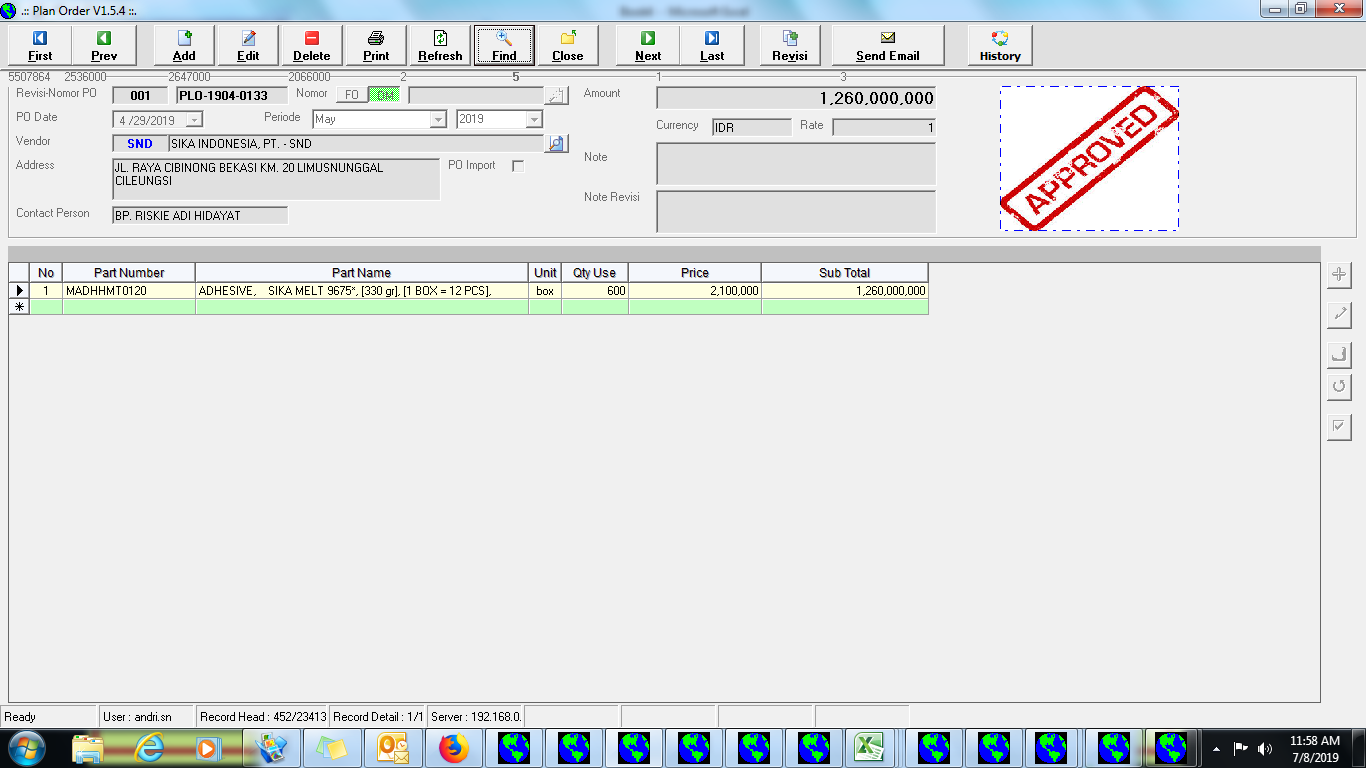 .:: Plan Order V1.5.4 ::.
First Prev Add Edit Delete Print Refresh Find Close Next Last Revisi Send Email History
5507864 2536000 2647000 2066000 2 5 1 3
Revisi-Nomor PO 001 PLO-1904-0133 Nomor FO DM Amount 1,260,000,000
PO Date 4 /29/2019 Periode May 2019 Currency IDR Rate 1
Vendor SND SIKA INDONESIA, PT. - SND
Address JL. RAYA CIBINONG BEKASI KM. 20 LIMUSNUNGGAL PO Import Note
CILEUNGSI
Note Revisi
Contact Person BP. RISKIE ADI HIDAYAT
APPROVED
No Part Number Part Name Unit Qty Use Price Sub Total
1 MADHHMT0120 ADHESIVE, SIKA MELT 9675*, [330 gr], [1 BOX = 12 PCS], box 600 2,100,000 1,260,000,000
Ready User : andri.sn Record Head : 452/23413 Record Detail : 1/1 Server : 192.168.0.
11:58 AM
7/8/2019